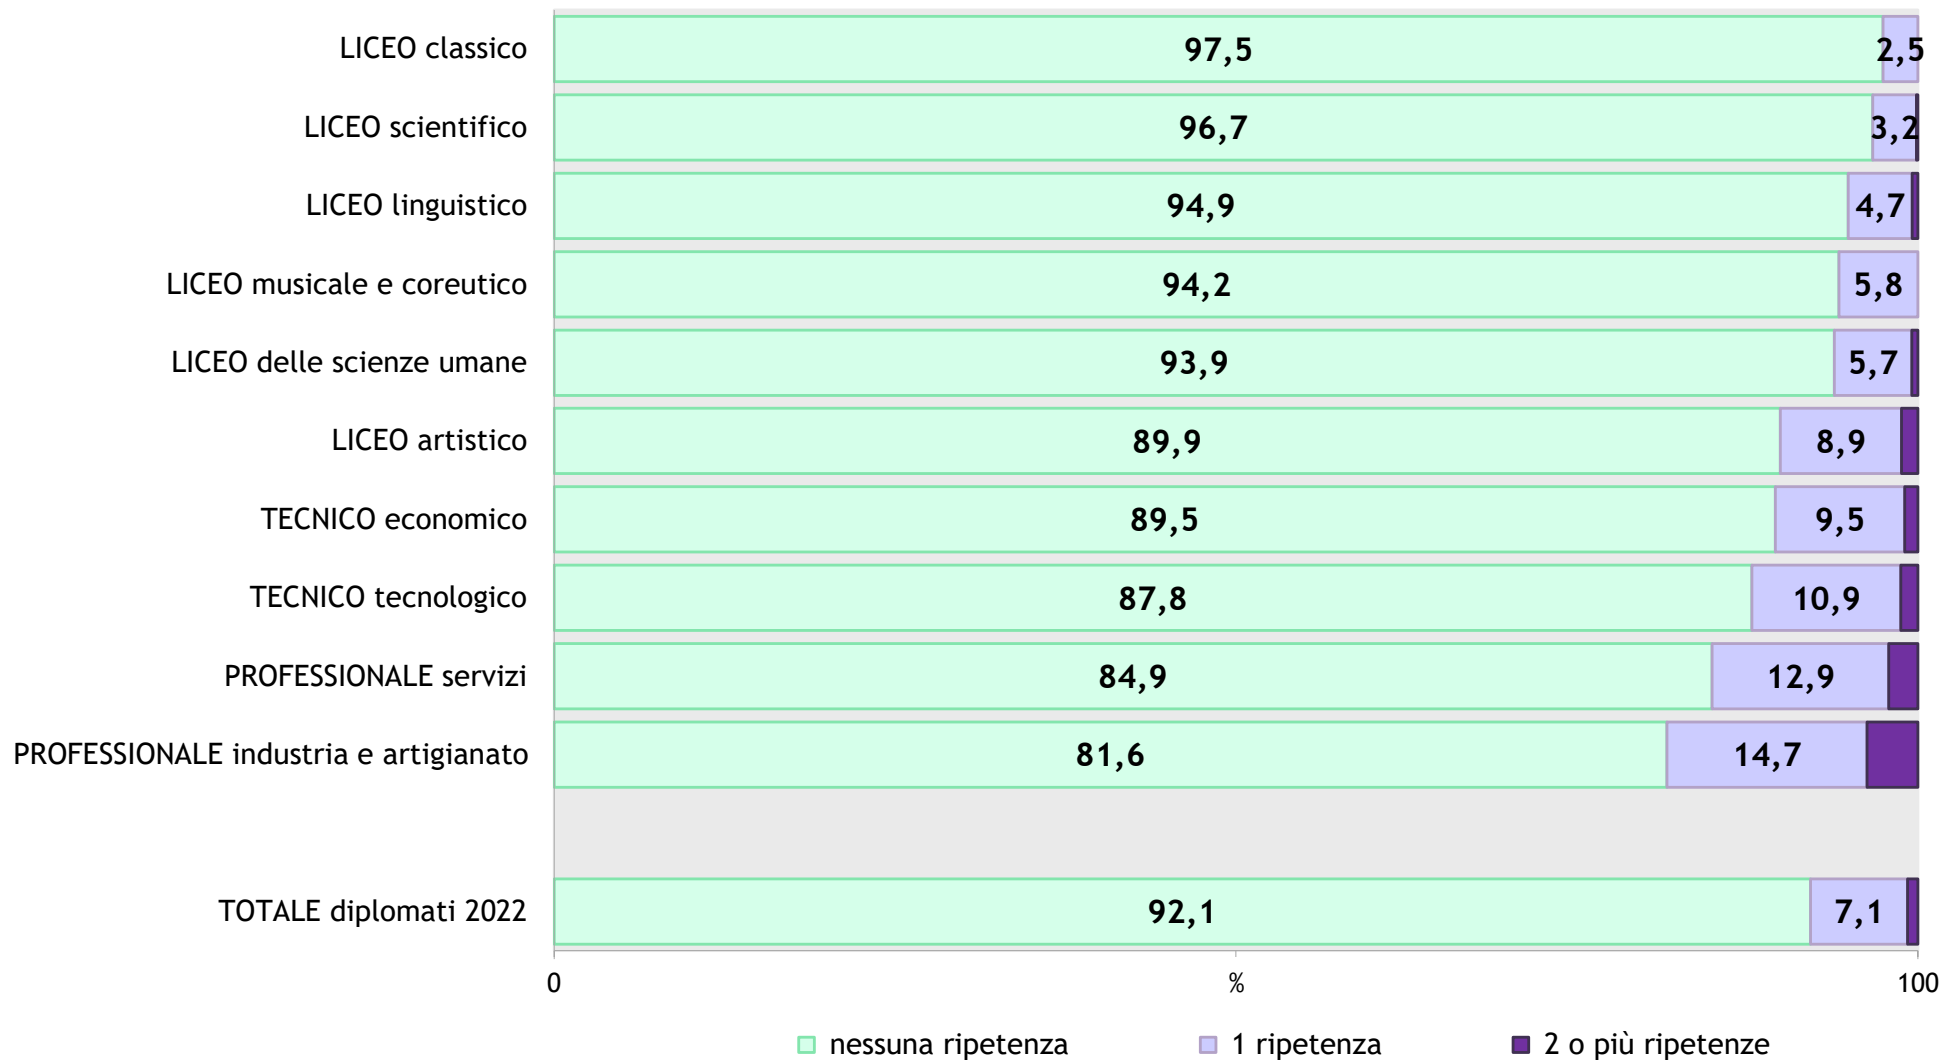 LICEO classico 97,5 2,5
LICEO scientifico 96,7 3,2
LICEO linguistico 94,9 4,7
LICEO musicale e coreutico 94,2 5,8
LICEO delle scienze umane 93,9 5,7
LICEO artistico 89,9 8,9
TECNICO economico 89,5 9,5
TECNICO tecnologico 87,8 10,9
PROFESSIONALE servizi 84,9 12,9
PROFESSIONALE industria e artigianato 81,6 14,7
TOTALE diplomati 2022 92,1 7,1
0 % 100
nessuna ripetenza 1 ripetenza 2 o più ripetenze